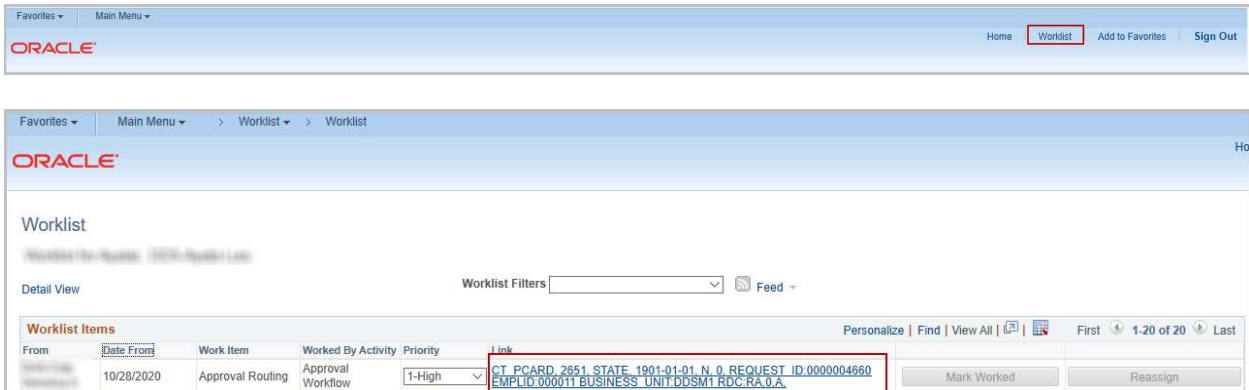 Favorites Main Menu
ORACLE
Home Worklist Add to Favorites Sign Out
Favorites Main Menu > Worklist > Worklist
Ho
ORACLE
Worklist
Detail View Worklist Filters Feed
Worklist Items Personalize | Find | View All | | First 1-20 of 20 Last
From Date From Work Item Worked By Activity Priority Link
10/28/2020 Approval Routing Approval Workflow 1-High CT_PCARD, 2651, STATE, 1901-01-01, N, 0, REQUEST_ID:0000004660 Mark Worked Reassign
EMPLID:000011 BUSINESS_UNIT:DDSM1 RDC:RA,0,A,